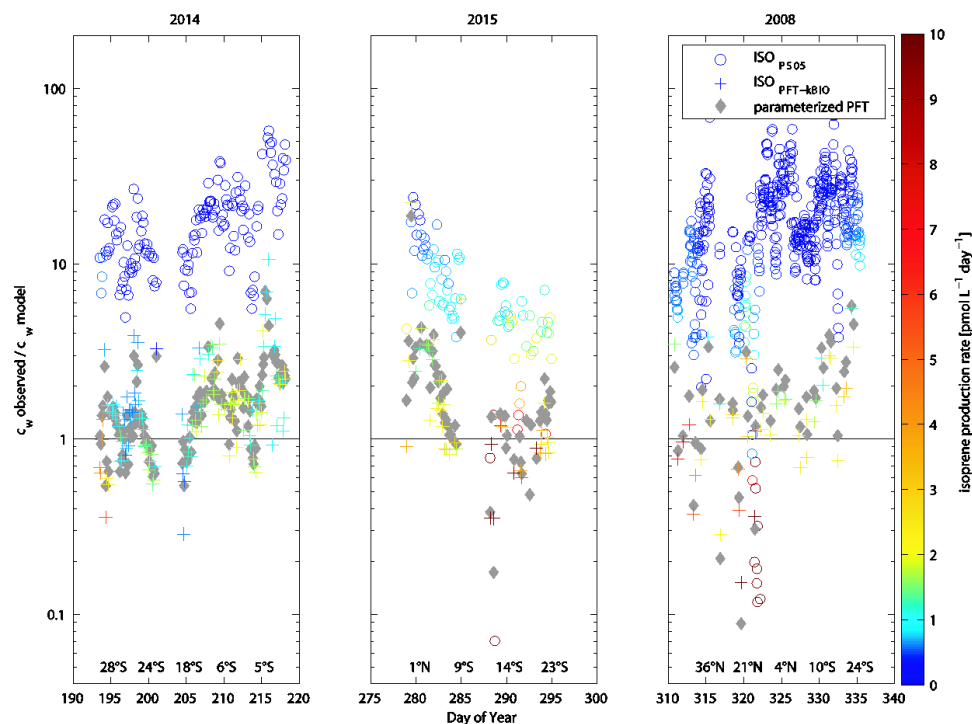 2014
2015
2008
100
10
1
0.1
c_w observed / c_w model
28°S 24°S 18°S 6°S 5°S
1°N 9°S 14°S 23°S
36°N 21°N 4°N 10°S 24°S
190 195 200 205 210 215 220
275 280 285 290 295 300
310 315 320 325 330 335 340
Day of Year
ISO PS05
ISO PFT-kBIO
parameterized PFT
10
9
8
7
6
5
4
3
2
1
0
isoprene production rate [pmol L⁻¹ day⁻¹]